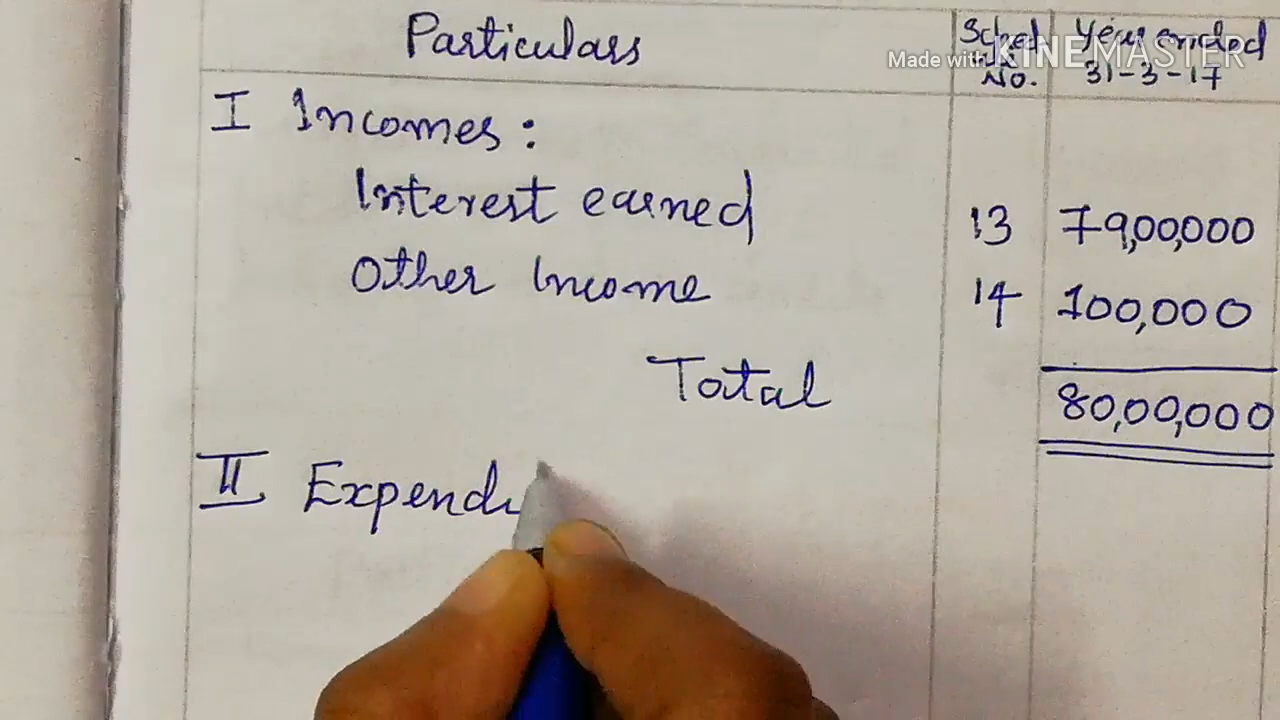 Particulars Sched No. Year ended 31-3-17
Made with KINEMASTER
I Incomes:
Interest earned 13 79,00,000
Other Income 14 100,000
Total 80,00,000
II Expendi